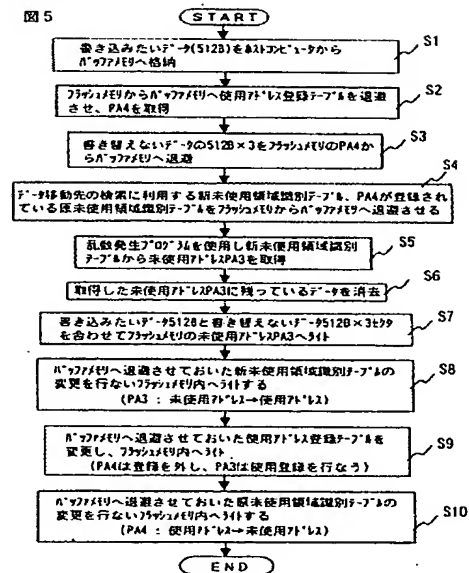 図5
START
書き込みたいデータ(512B)をホストコンピュータから
バッファメモリへ格納
S1
フラッシュメモリからバッファメモリへ使用アドレス登録テーブルを退避
させ、PA4を取得
S2
書き替えないデータの512B×3をフラッシュメモリのPA4か
らバッファメモリへ退避
S3
データ移動先の検索に利用する新未使用領域識別テーブル、PA4が登録され
ている原未使用領域識別テーブルをフラッシュメモリからバッファメモリへ退避させる
S4
乱数発生プログラムを使用し新未使用領域識別
テーブルから未使用アドレスPA3を取得
S5
取得した未使用アドレスPA3に残っているデータを消去
S6
書き込みたいデータ512Bと書き替えないデータ512B×3セクタ
を合わせてフラッシュメモリの未使用アドレスPA3へライト
S7
バッファメモリへ退避させておいた新未使用領域識別テーブルの
変更を行ないフラッシュメモリ内へライトする
(PA3 : 未使用アドレス→使用アドレス)
S8
バッファメモリへ退避させておいた使用アドレス登録テーブルを
変更し、フラッシュメモリ内へライト
(PA4は登録を外し、PA3は使用登録を行なう)
S9
バッファメモリへ退避させておいた原未使用領域識別テーブルの
変更を行ないフラッシュメモリ内へライトする
(PA4 : 使用アドレス→未使用アドレス)
S10
END